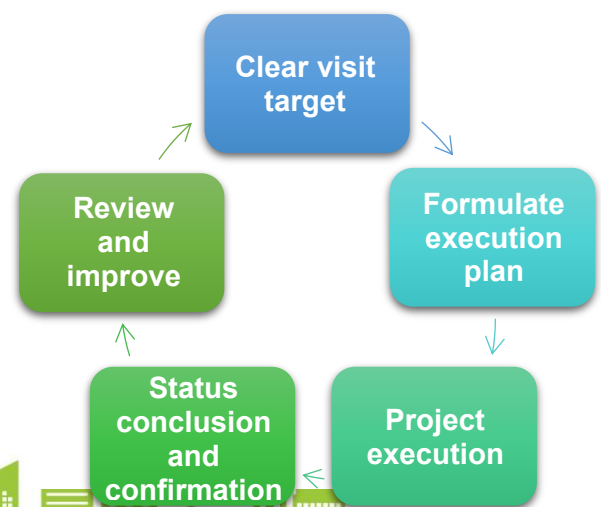 Clear visit
target
Formulate
execution
plan
Project
execution
Status
conclusion
and
confirmation
Review
and
improve